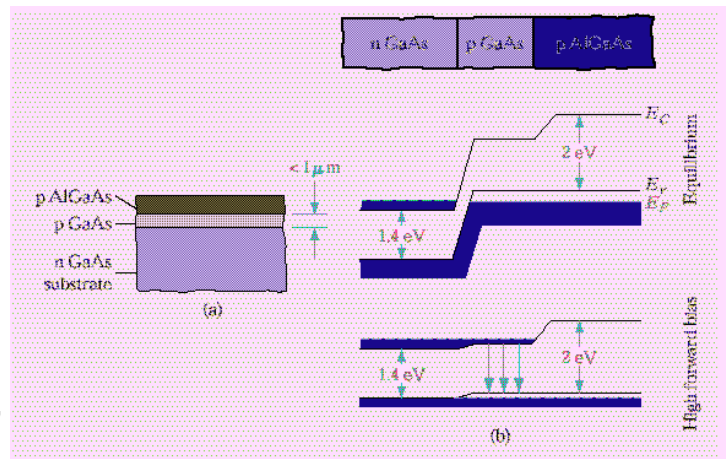 n GaAs
p GaAs
p AlGaAs
E_C
2 eV
E_v
E_F
Equilibrium
1.4 eV
< 1 μm
p AlGaAs
p GaAs
n GaAs
substrate
(a)
2 eV
1.4 eV
(b)
High forward bias